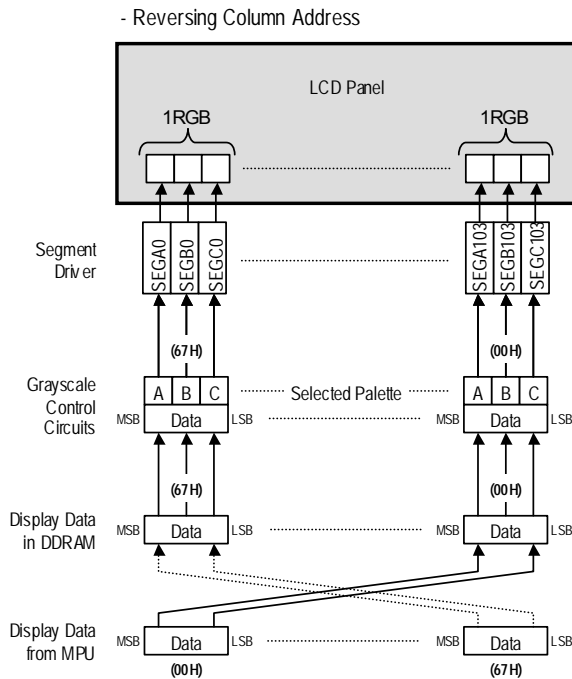 - Reversing Column Address
LCD Panel
1RGB 1RGB
Segment
Driver
SEGA0 SEGB0 SEGC0 SEGA103 SEGB103 SEGC103
(67H) (00H)
Grayscale
Control
Circuits
A B C Selected Palette A B C
MSB Data LSB MSB Data LSB
(67H) (00H)
Display Data
in DDRAM
MSB Data LSB MSB Data LSB
Display Data
from MPU
MSB Data LSB MSB Data LSB
(00H) (67H)